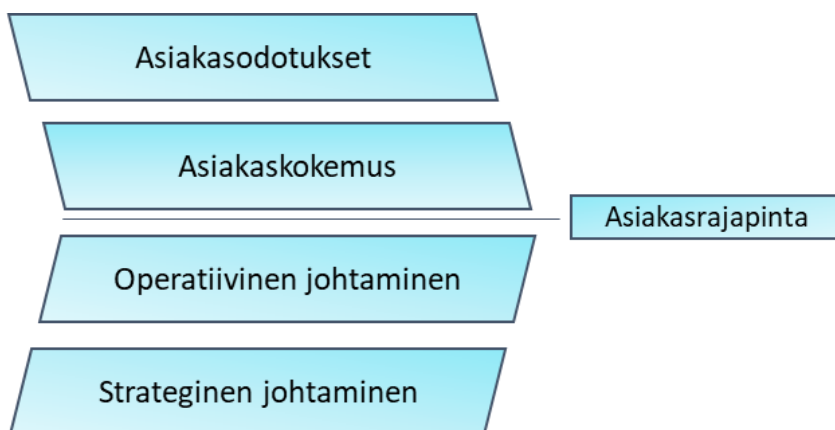 Asiakasodotukset
Asiakaskokemus
Asiakasrajapinta
Operatiivinen johtaminen
Strateginen johtaminen